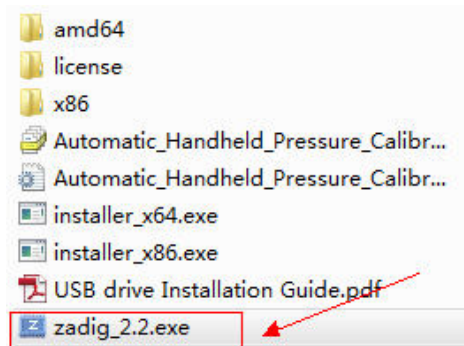 amd64
license
x86
Automatic_Handheld_Pressure_Calibr...
Automatic_Handheld_Pressure_Calibr...
installer_x64.exe
installer_x86.exe
USB drive Installation Guide.pdf
zadig_2.2.exe